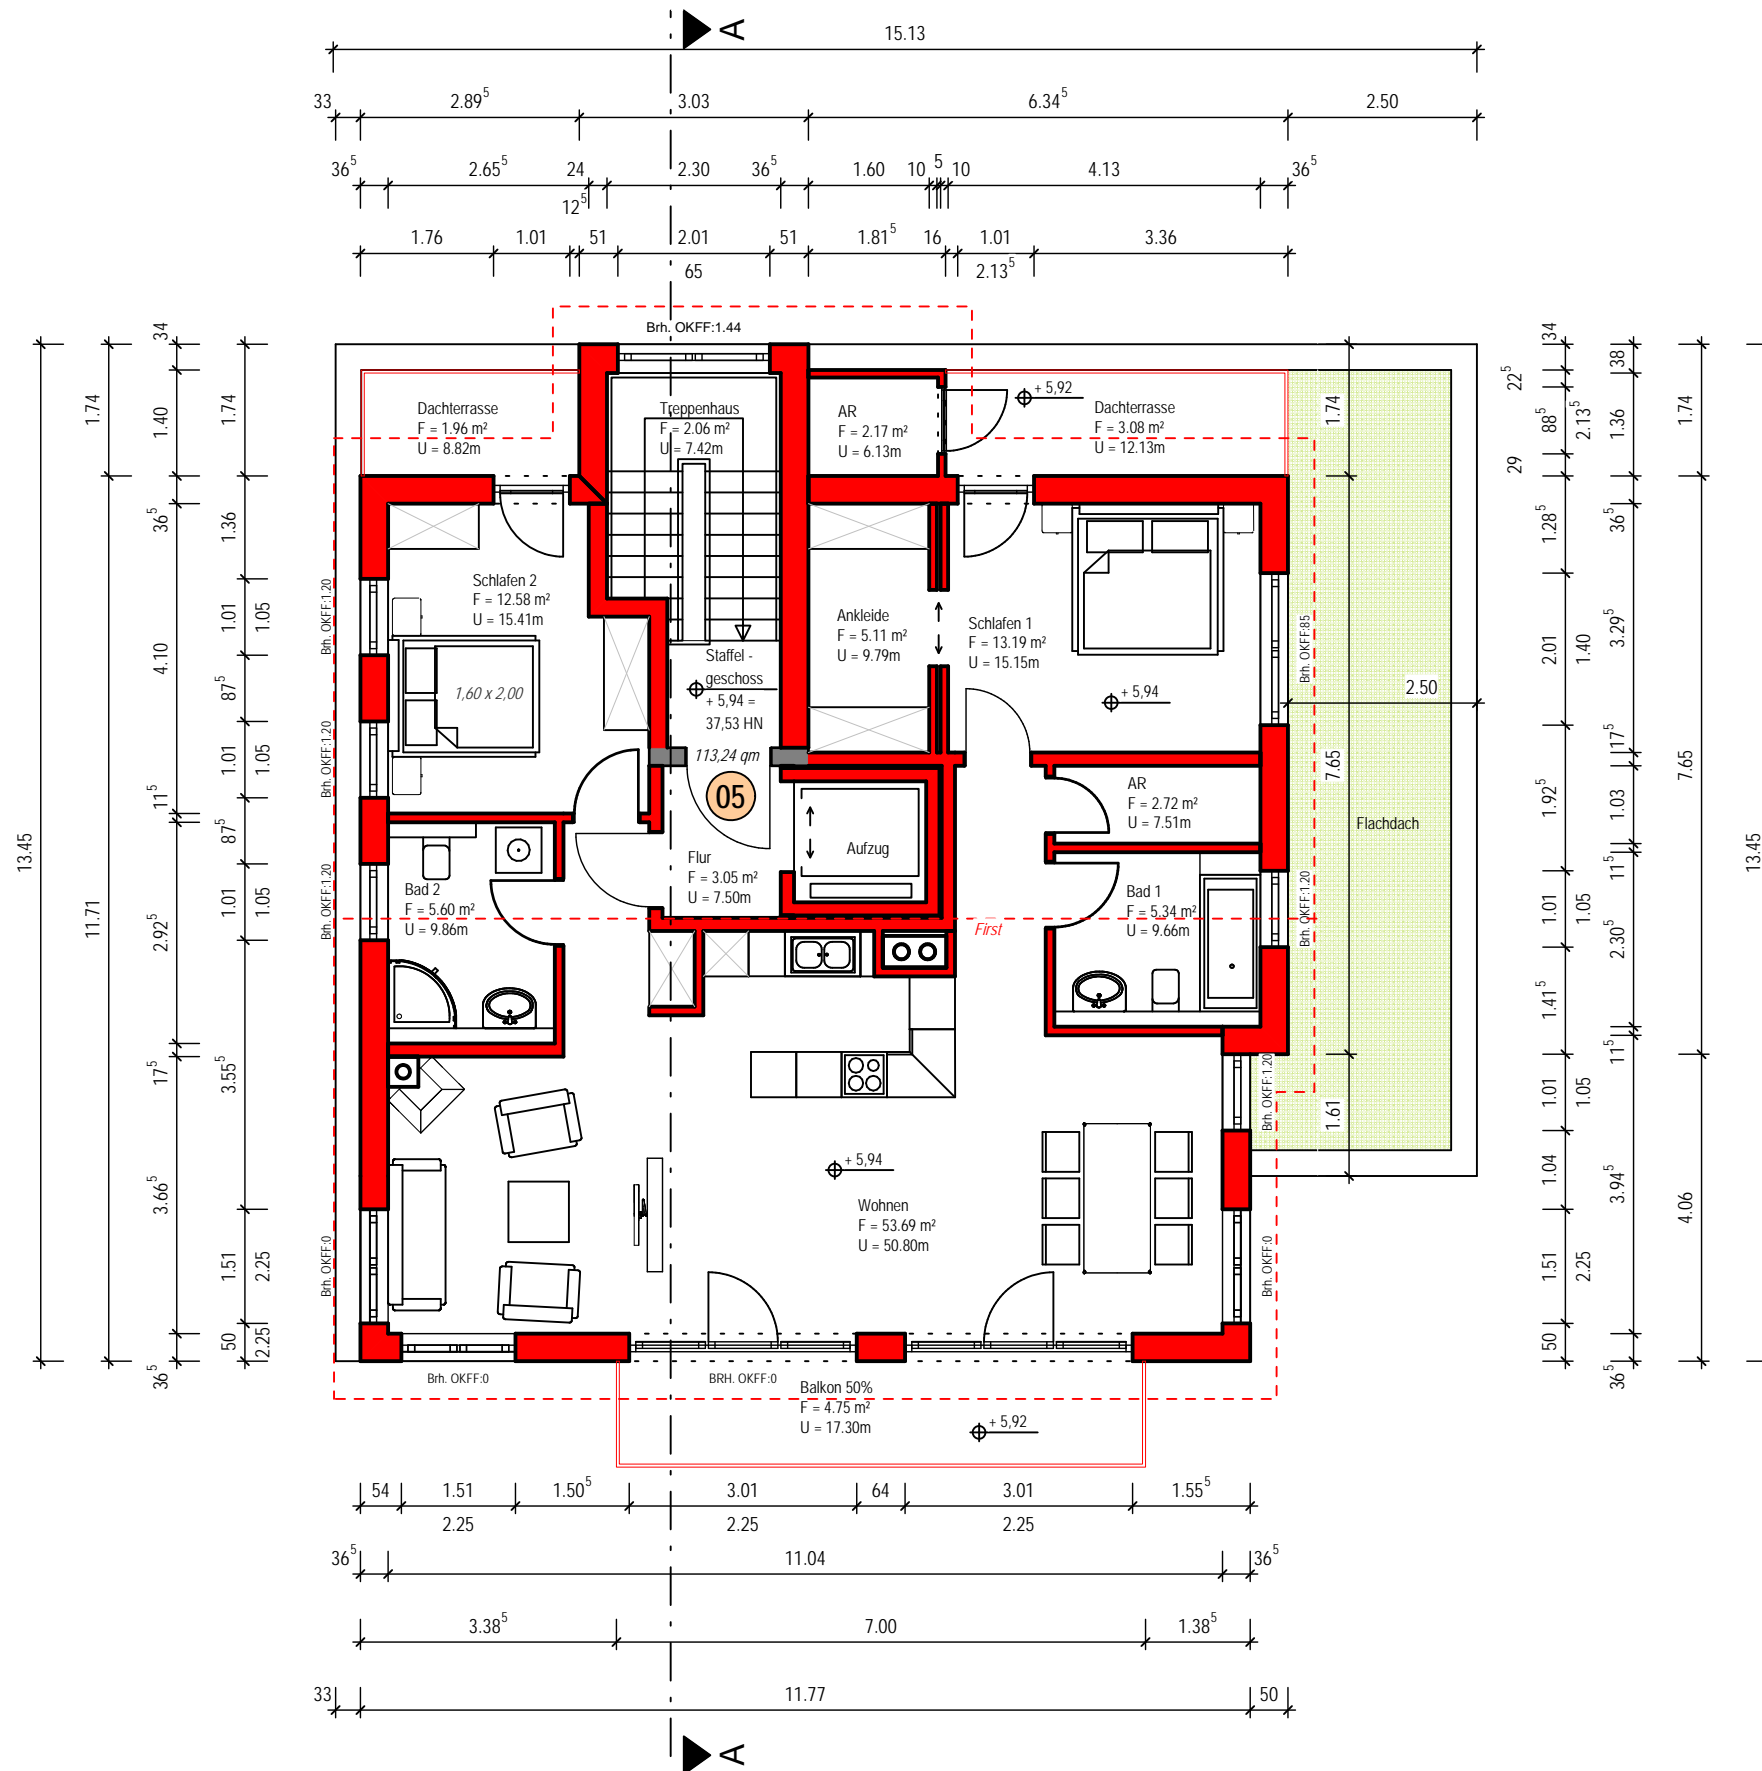 A
15.13
33 2.89⁵ 3.03 6.34⁵ 2.50
36⁵ 2.65⁵ 24 2.30 36⁵ 1.60 10 5 10 4.13 36⁵
12⁵
1.76 1.01 51 2.01 51 1.81⁵ 16 1.01 3.36
65 2.13⁵
Brh. OKFF:1.44
13.45
1.74
11.71
34
1.40
36⁵
4.10
11⁵
2.92⁵
17⁵
3.66⁵
36⁵
1.74
1.36
1.01
1.05
87⁵
1.01
1.05
87⁵
1.01
1.05
3.55⁵
1.51
2.25
50
2.25
Brh. OKFF:1.20
Brh. OKFF:1.20
Brh. OKFF:1.20
Brh. OKFF:0
Dachterrasse
F = 1.96 m²
U = 8.82m
Treppenhaus
F = 2.06 m²
U = 7.42m
AR
F = 2.17 m²
U = 6.13m
+ 5,92
Dachterrasse
F = 3.08 m²
U = 12.13m
Schlafen 2
F = 12.58 m²
U = 15.41m
1,60 x 2,00
Staffel -
geschoss
+ 5,94 =
37,53 HN
113,24 qm
05
Ankleide
F = 5.11 m²
U = 9.79m
Schlafen 1
F = 13.19 m²
U = 15.15m
+ 5,94
AR
F = 2.72 m²
U = 7.51m
Aufzug
Flur
F = 3.05 m²
U = 7.50m
Bad 2
F = 5.60 m²
U = 9.86m
Bad 1
F = 5.34 m²
U = 9.66m
First
+ 5,94
Wohnen
F = 53.69 m²
U = 50.80m
Brh. OKFF:85
Brh. OKFF:1.20
Brh. OKFF:1.20
Brh. OKFF:0
1.74
2.50
7.65
Flachdach
1.61
34
22⁵
88⁵
2.13⁵
29
1.28⁵
2.01
1.40
1.92⁵
1.01
1.05
1.41⁵
1.01
1.05
1.04
1.51
2.25
50
38
1.36
36⁵
3.29⁵
17⁵
1.03
11⁵
2.30⁵
11⁵
3.94⁵
36⁵
1.74
7.65
4.06
13.45
Brh. OKFF:0
BRH. OKFF:0
Balkon 50%
F = 4.75 m²
U = 17.30m
+ 5,92
54 1.51 1.50⁵ 3.01 64 3.01 1.55⁵
2.25 2.25 2.25
36⁵ 11.04 36⁵
3.38⁵ 7.00 1.38⁵
33 11.77 50
A